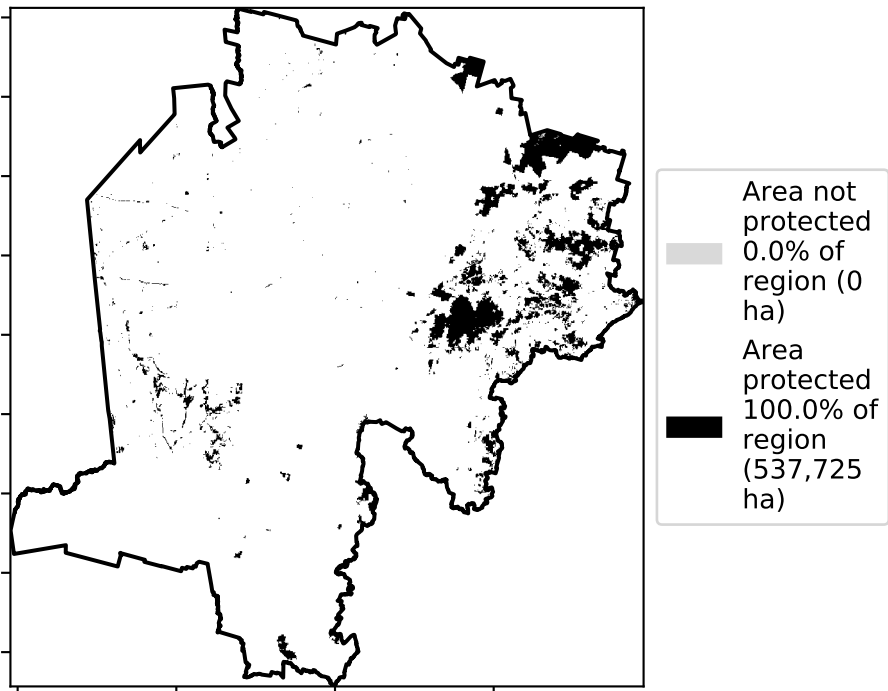 Area not
protected
0.0% of
region (0
ha)
Area
protected
100.0% of
region
(537,725
ha)